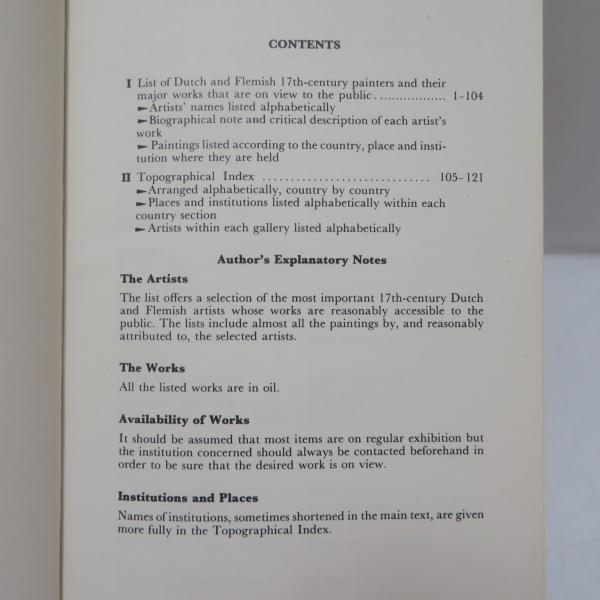 CONTENTS
I List of Dutch and Flemish 17th-century painters and their
major works that are on view to the public .................. 1–104
►Artists' names listed alphabetically
►Biographical note and critical description of each artist's
work
► Paintings listed according to the country, place and insti-
tution where they are held
II Topographical Index .............................. 105–121
►Arranged alphabetically, country by country
►Places and institutions listed alphabetically within each
country section
► Artists within each gallery listed alphabetically
Author's Explanatory Notes
The Artists
The list offers a selection of the most important 17th-century Dutch
and Flemish artists whose works are reasonably accessible to the
public. The lists include almost all the paintings by, and reasonably
attributed to, the selected artists.
The Works
All the listed works are in oil.
Availability of Works
It should be assumed that most items are on regular exhibition but
the institution concerned should always be contacted beforehand in
order to be sure that the desired work is on view.
Institutions and Places
Names of institutions, sometimes shortened in the main text, are given
more fully in the Topographical Index.